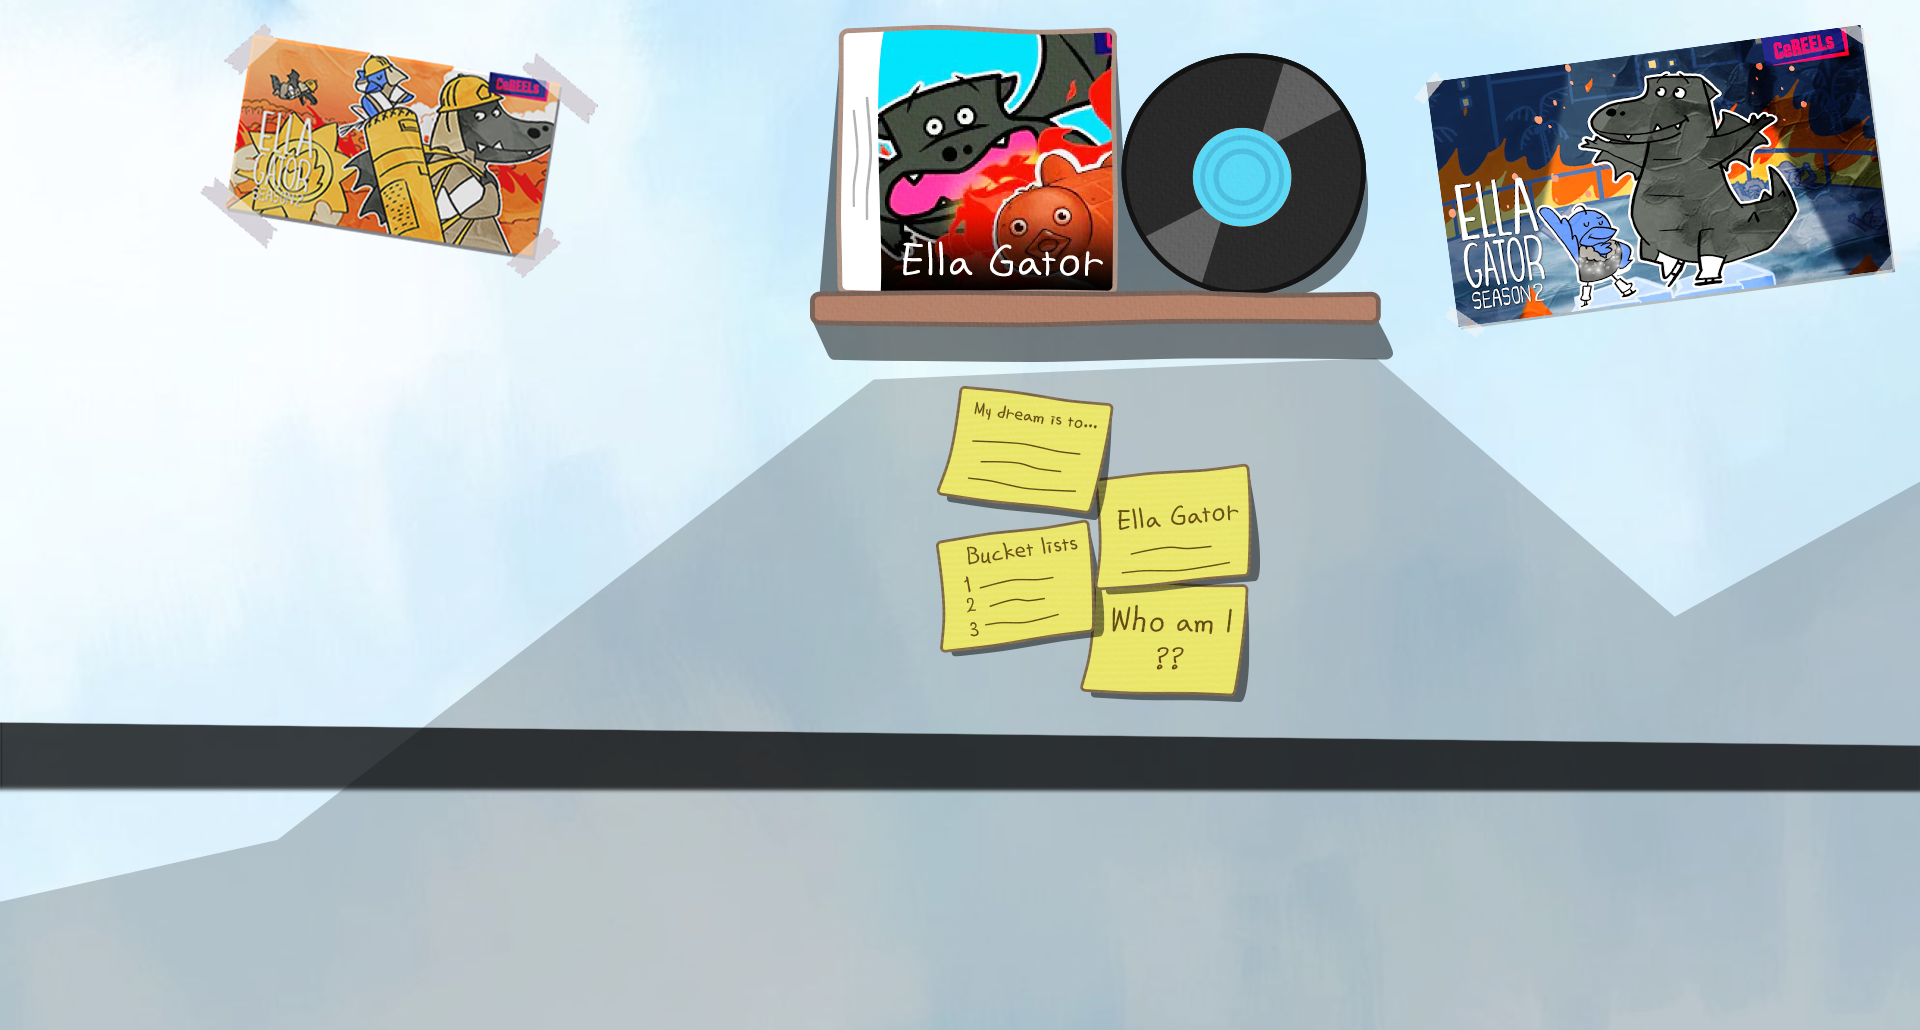 CoREELs
ELLA
GATOR
SEASON 2
Ella Gator
CoREELs
ELLA
GATOR
SEASON 2
My dream is to...
Ella Gator
Bucket lists
1
2
3
Who am I
??